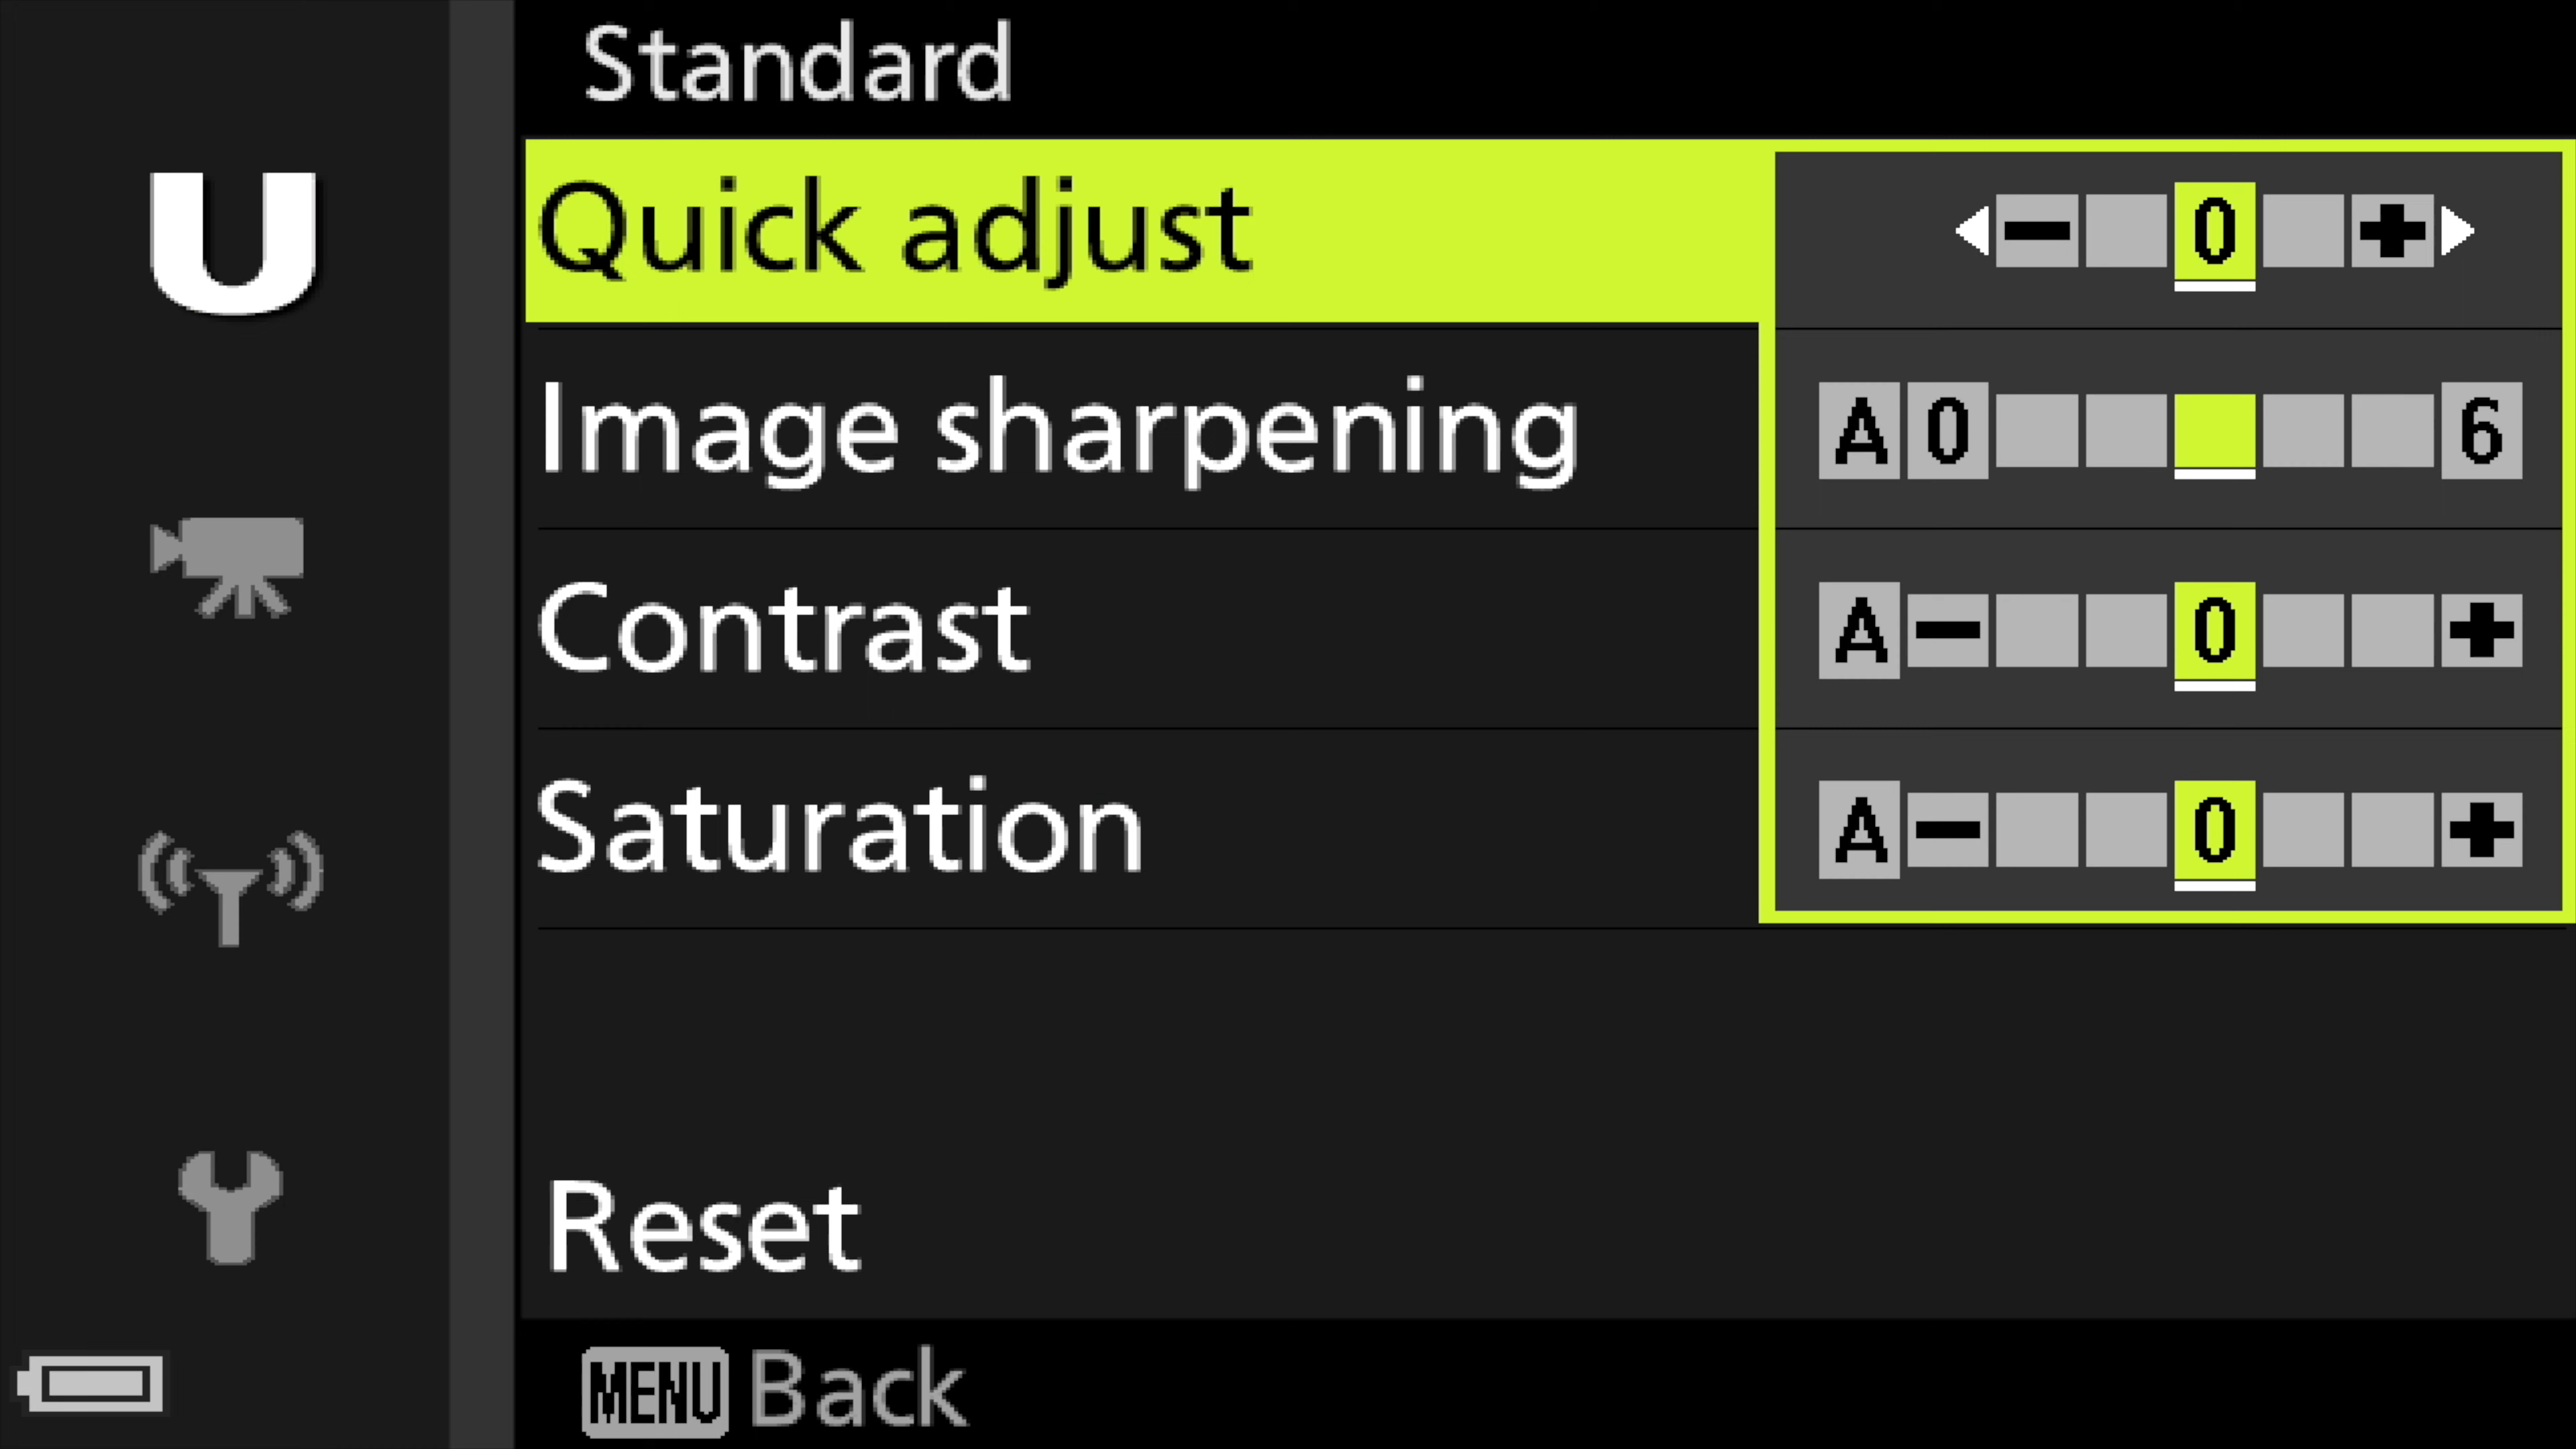 Standard
U
Quick adjust − 0 +
Image sharpening A 0 6
Contrast A − 0 +
Saturation A − 0 +
Reset
MENU Back